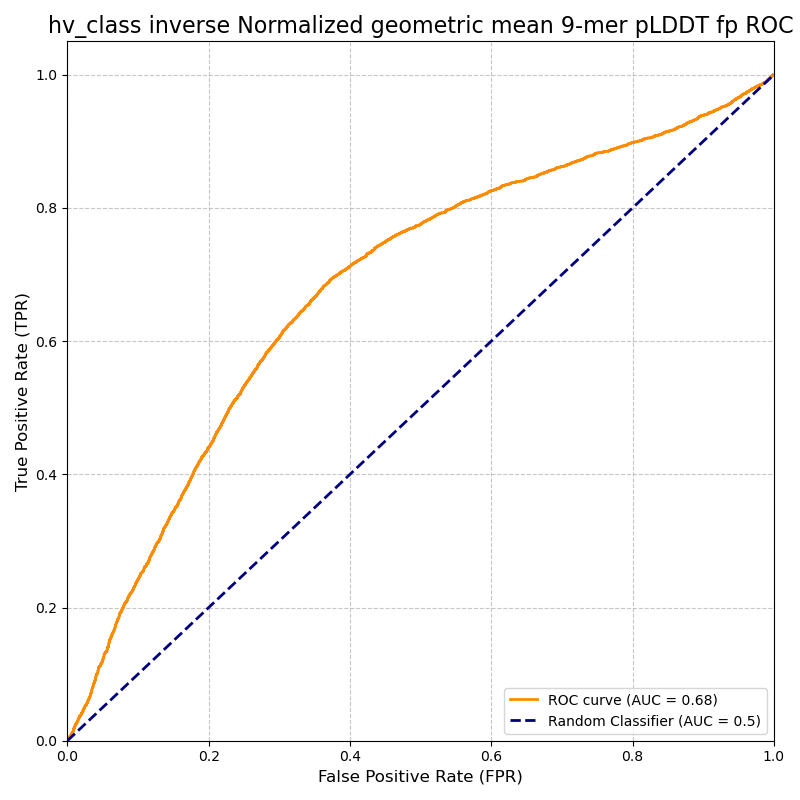 hv_class inverse Normalized geometric mean 9-mer pLDDT fp ROC
1.0
0.8
0.6
0.4
0.2
0.0
True Positive Rate (TPR)
ROC curve (AUC = 0.68)
Random Classifier (AUC = 0.5)
0.0 0.2 0.4 0.6 0.8 1.0
False Positive Rate (FPR)